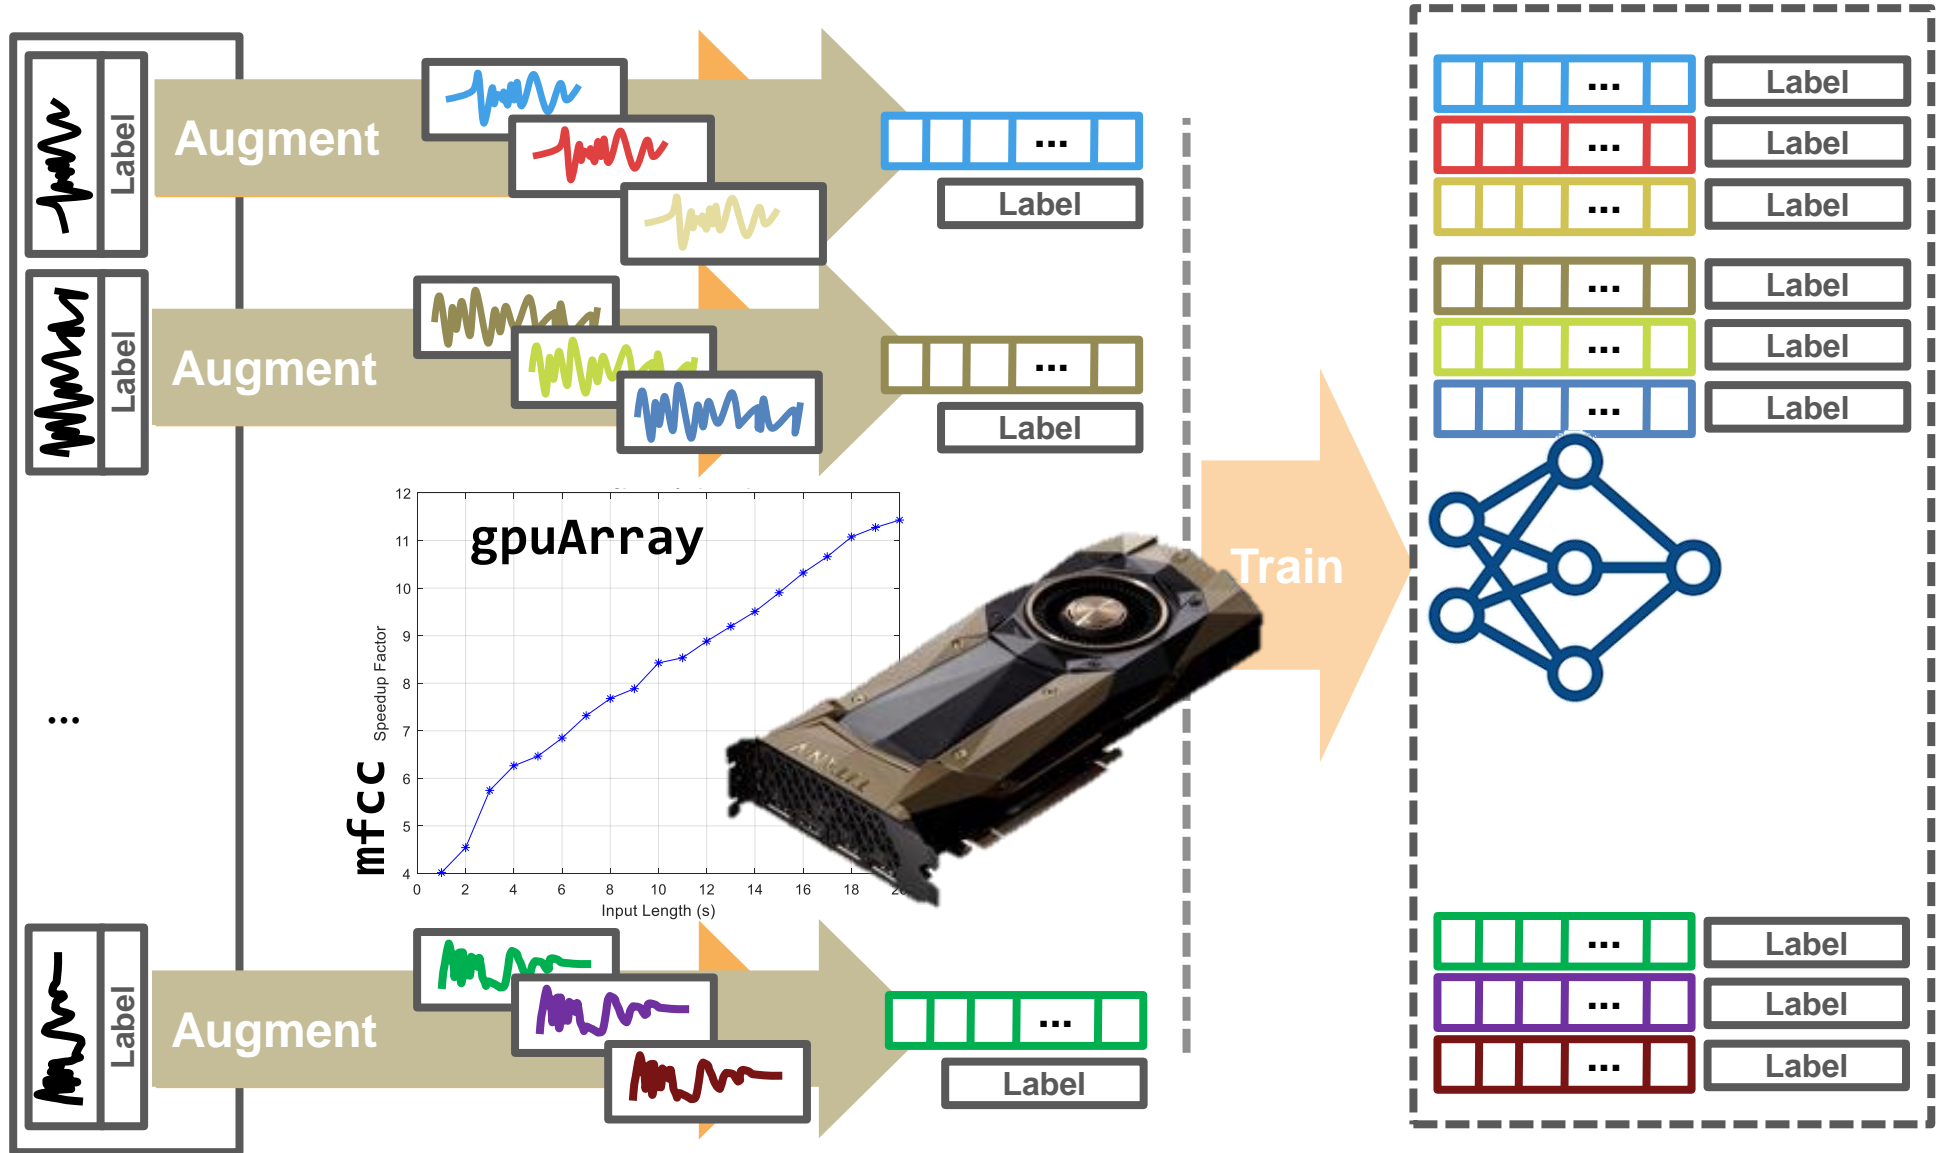 Label
Augment
...
Label
Label
Augment
...
Label
...
12
11
10
9
8
7
6
5
4
0
2
4
6
8
10
12
14
16
18
Speedup Factor
Input Length (s)
gpuArray
mfcc
TITAN V
Label
Augment
...
Label
Train
... Label
... Label
... Label
... Label
... Label
... Label
... Label
... Label
... Label